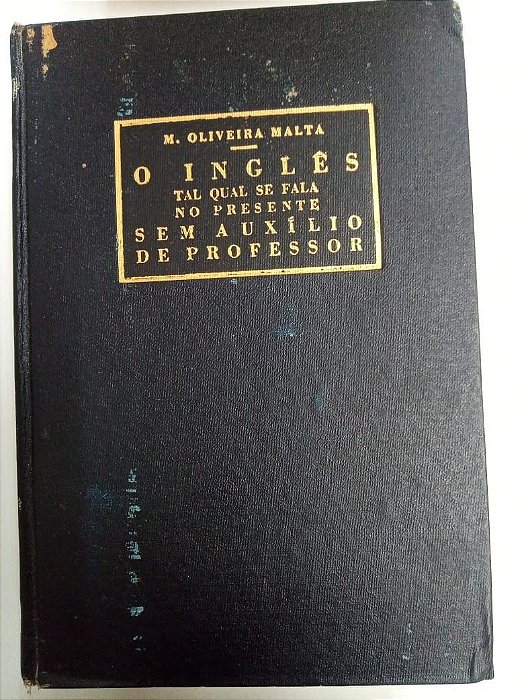 M. OLIVEIRA MALTA
O INGLÊS
TAL QUAL SE FALA
NO PRESENTE
SEM AUXÍLIO
DE PROFESSOR